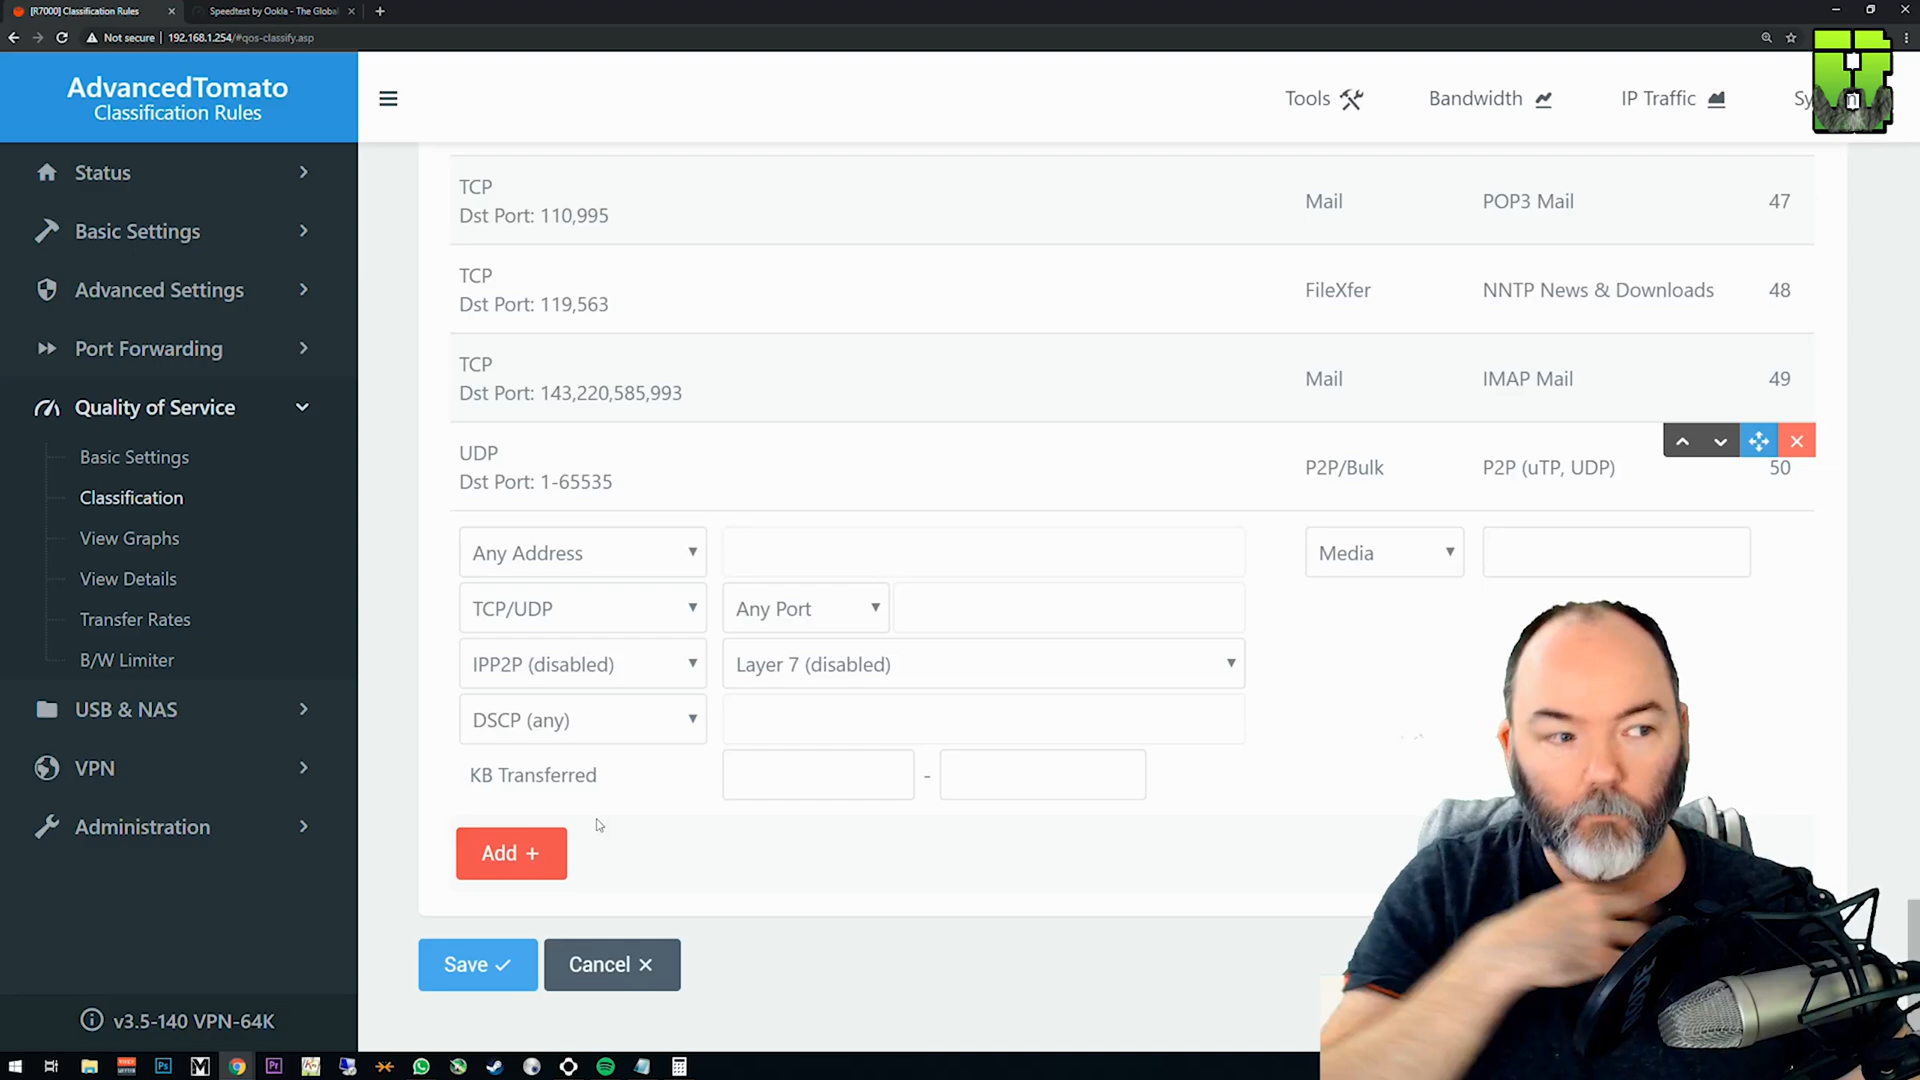 [R7000] Classification Rules
Speedtest by Ookla - The Global
Not secure
192.168.1.254/#qos-classify.asp
AdvancedTomato
Classification Rules
Tools
Bandwidth
IP Traffic
Status
Basic Settings
Advanced Settings
Port Forwarding
Quality of Service
Basic Settings
Classification
View Graphs
View Details
Transfer Rates
B/W Limiter
USB & NAS
VPN
Administration
v3.5-140 VPN-64K
TCP
Dst Port: 110,995
Mail
POP3 Mail
47
TCP
Dst Port: 119,563
FileXfer
NNTP News & Downloads
48
TCP
Dst Port: 143,220,585,993
Mail
IMAP Mail
49
UDP
Dst Port: 1-65535
P2P/Bulk
P2P (uTP, UDP)
50
Any Address
Media
TCP/UDP
Any Port
IPP2P (disabled)
Layer 7 (disabled)
DSCP (any)
KB Transferred
-
Add +
Save
Cancel
RODE